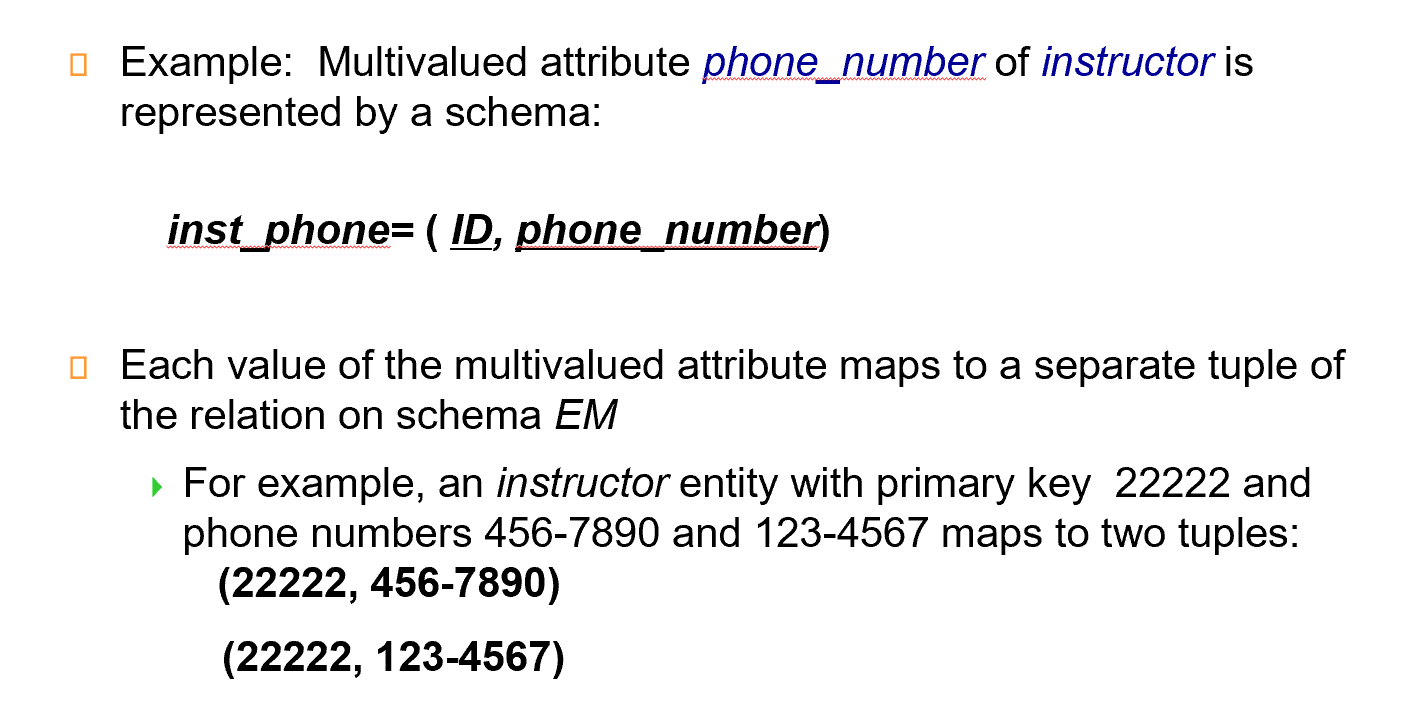 Example: Multivalued attribute phone_number of instructor is
represented by a schema:
inst_phone= ( ID, phone_number)
Each value of the multivalued attribute maps to a separate tuple of
the relation on schema EM
For example, an instructor entity with primary key 22222 and
phone numbers 456-7890 and 123-4567 maps to two tuples:
(22222, 456-7890)
(22222, 123-4567)